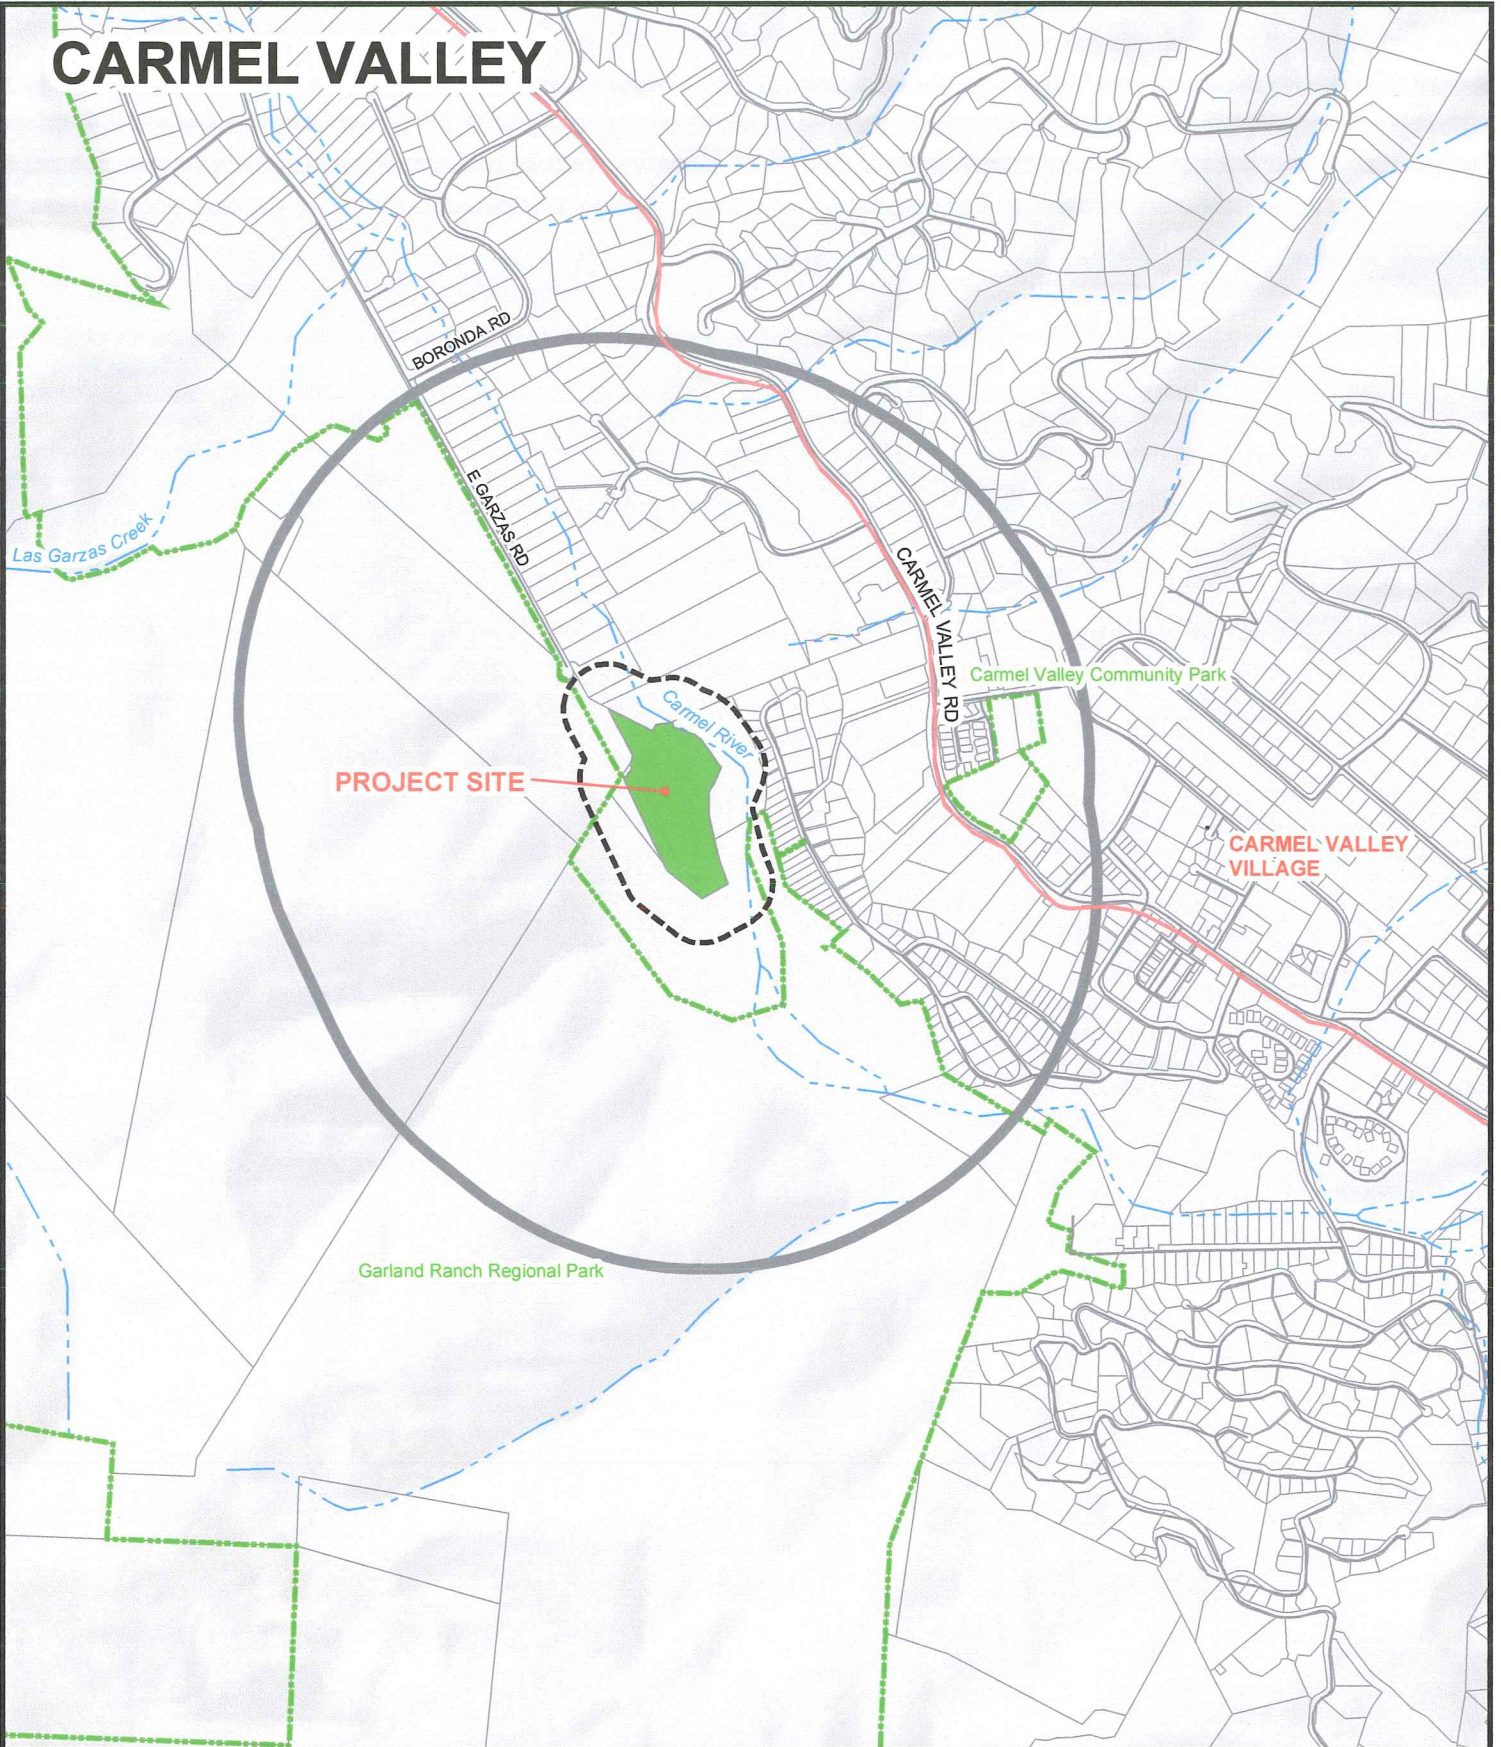 CARMEL VALLEY
BORONDA RD
E GARZAS RD
Las Garzas Creek
CARMEL VALLEY RD
Carmel Valley Community Park
Carmel River
PROJECT SITE
CARMEL VALLEY
VILLAGE
Garland Ranch Regional Park